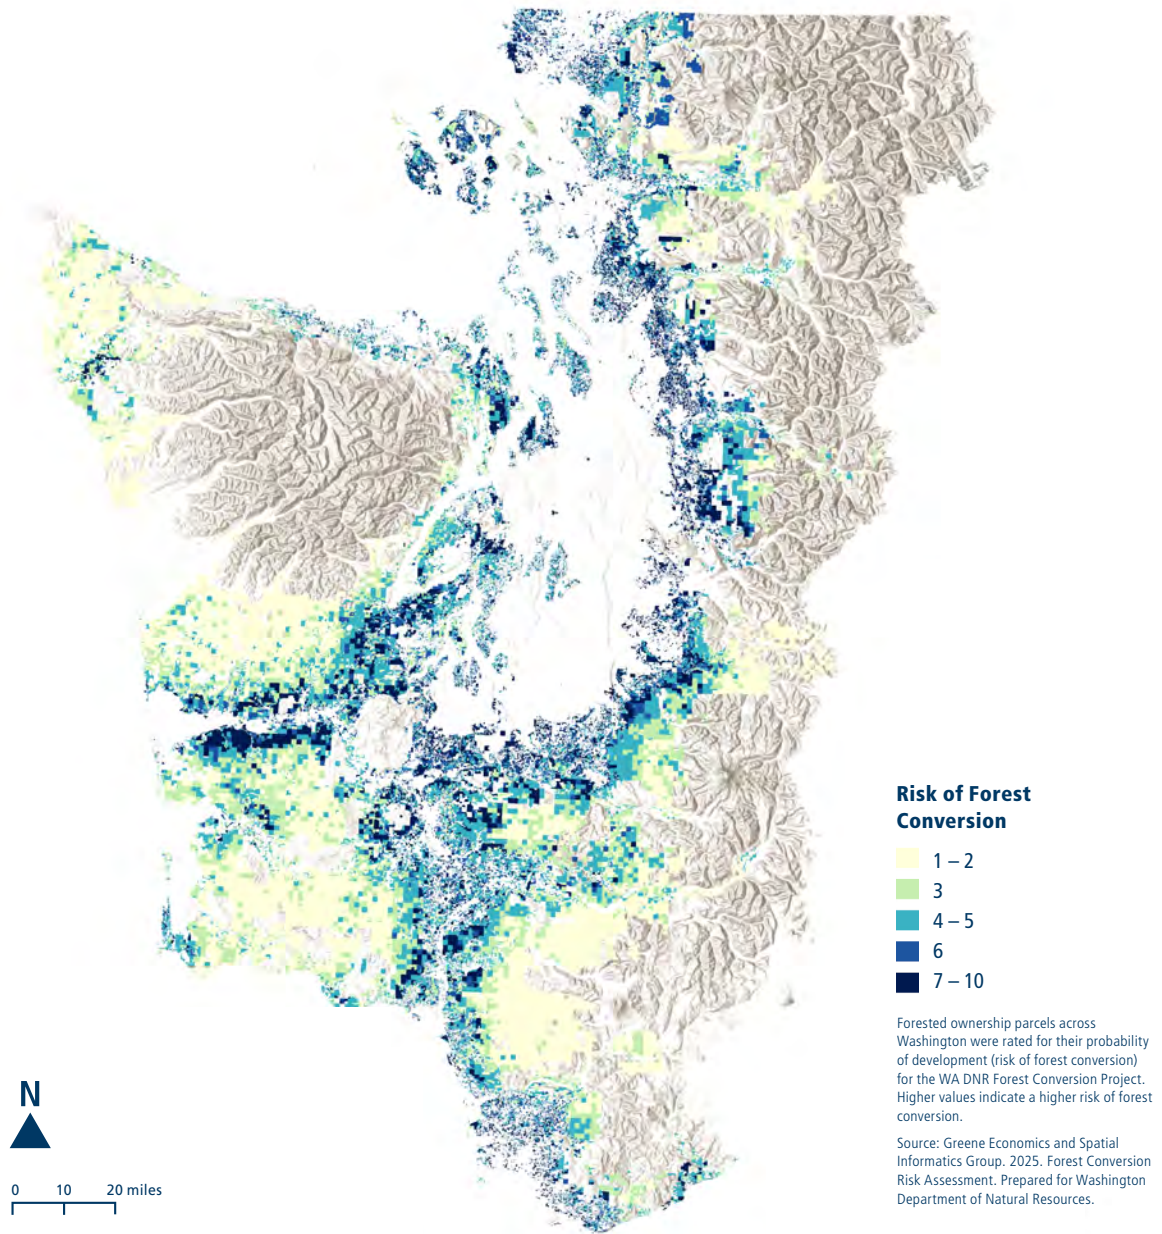 Risk of Forest
Conversion
1 – 2
3
4 – 5
6
7 – 10
Forested ownership parcels across
Washington were rated for their probability
of development (risk of forest conversion)
for the WA DNR Forest Conversion Project.
Higher values indicate a higher risk of forest
conversion.
Source: Greene Economics and Spatial
Informatics Group. 2025. Forest Conversion
Risk Assessment. Prepared for Washington
Department of Natural Resources.
N
0 10 20 miles